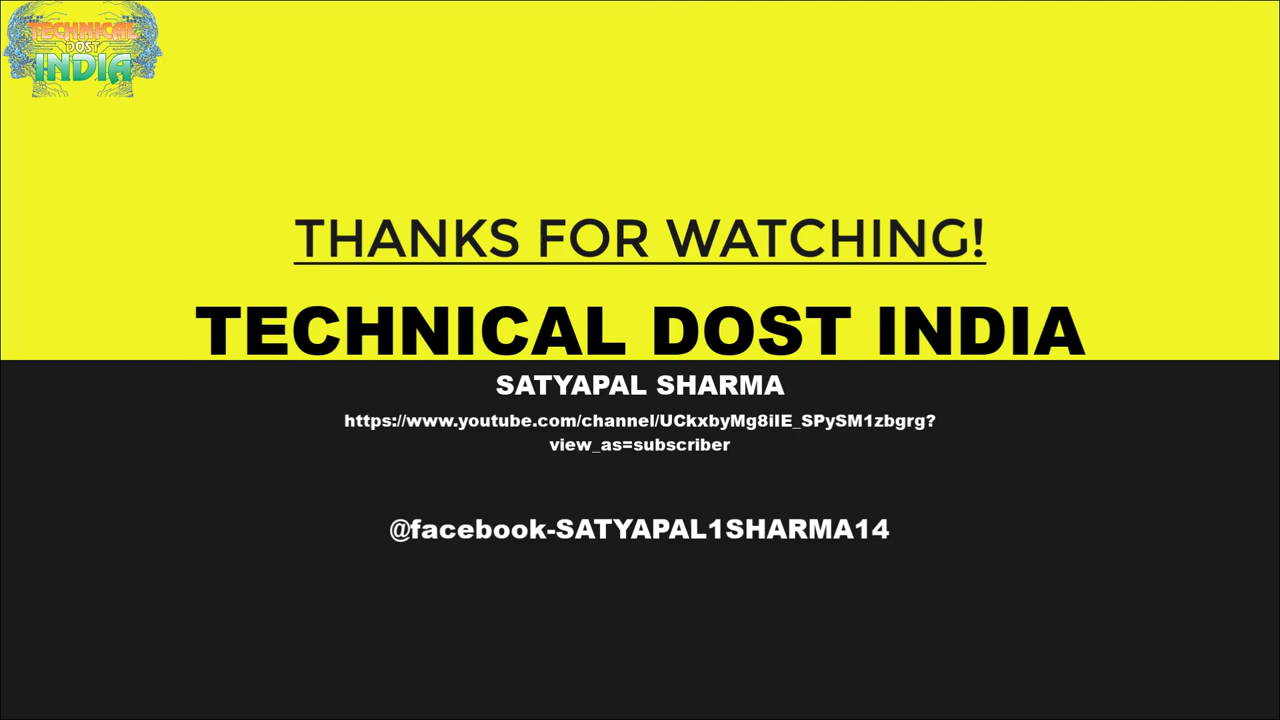 TECHNICAL
DOST
INDIA
THANKS FOR WATCHING!
TECHNICAL DOST INDIA
SATYAPAL SHARMA
https://www.youtube.com/channel/UCkxbyMg8iIE_SPySM1zbgrg?
view_as=subscriber
@facebook-SATYAPAL1SHARMA14